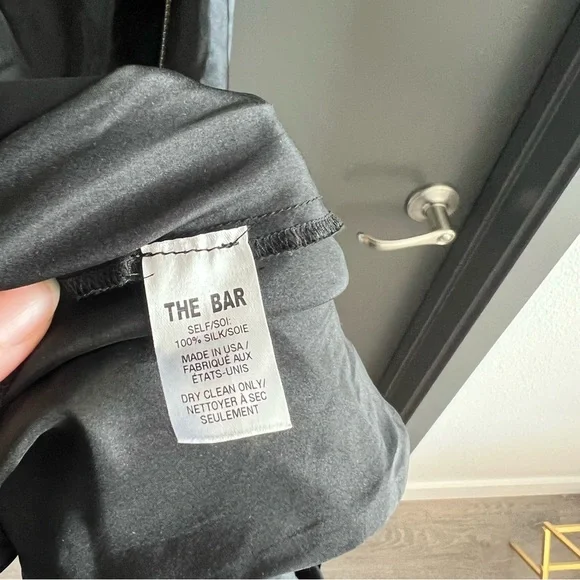 THE BAR
SELF/SOI:
100% SILK/SOIE
MADE IN USA/
FABRIQUÉ AUX
ÉTATS-UNIS
DRY CLEAN ONLY/
NETTOYER À SEC
SEULEMENT